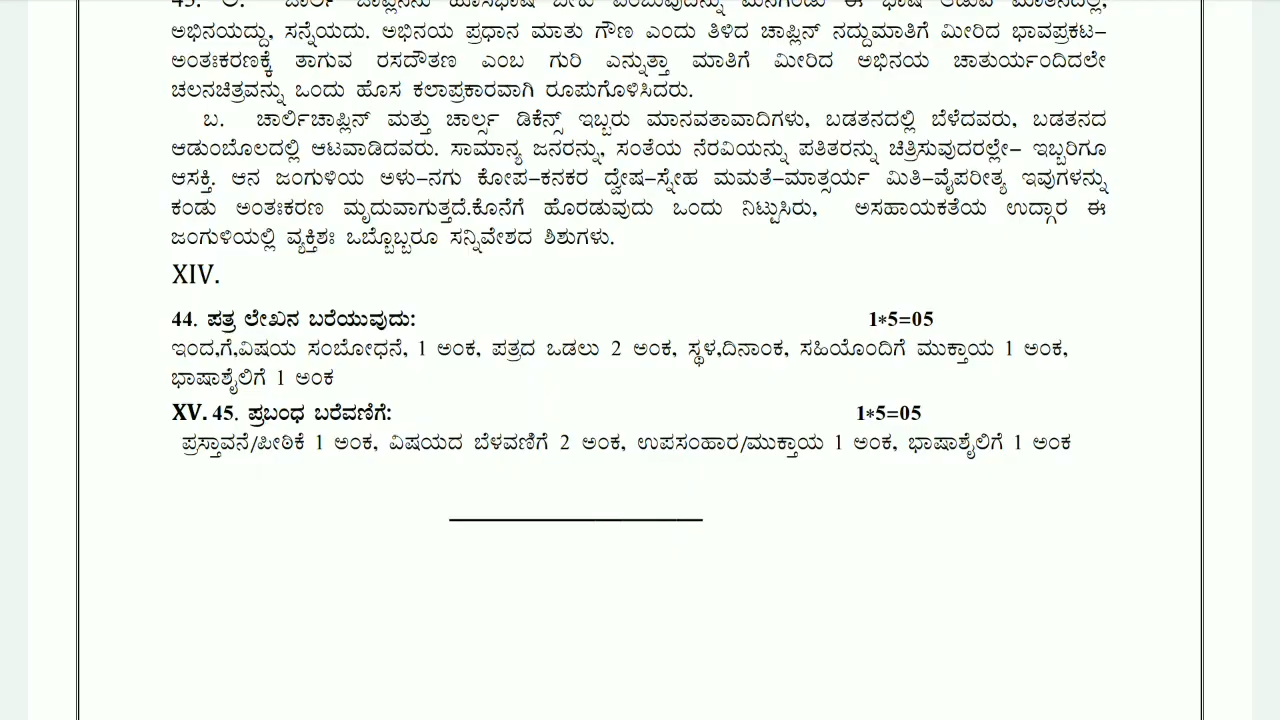 ಅಭಿನಯದ್ದು, ಸನ್ನೆಯದು. ಅಭಿನಯ ಪ್ರಧಾನ ಮಾತು ಗೌಣ ಎಂದು ತಿಳಿದ ಚಾಪ್ಲಿನ್ ನದ್ದುಮಾತಿಗೆ ಮೀರಿದ ಭಾವಪ್ರಕಟ–
ಅಂತಃಕರಣಕ್ಕೆ ತಾಗುವ ರಸದೌತಣ ಎಂಬ ಗುರಿ ಎನ್ನುತ್ತಾ ಮಾತಿಗೆ ಮೀರಿದ ಅಭಿನಯ ಚಾತುರ್ಯಂದಿದಲೇ
ಚಲನಚಿತ್ರವನ್ನು ಒಂದು ಹೊಸ ಕಲಾಪ್ರಕಾರವಾಗಿ ರೂಪುಗೊಳಿಸಿದರು.
ಬ. ಚಾರ್ಲಿಚಾಪ್ಲಿನ್ ಮತ್ತು ಚಾರ್ಲ್ಸ ಡಿಕೆನ್ಸ್ ಇಬ್ಬರು ಮಾನವತಾವಾದಿಗಳು, ಬಡತನದಲ್ಲಿ ಬೆಳೆದವರು, ಬಡತನದ
ಆಡುಂಬೊಲದಲ್ಲಿ ಆಟವಾಡಿದವರು. ಸಾಮಾನ್ಯ ಜನರನ್ನು, ಸಂತೆಯ ನೆರವಿಯನ್ನು ಪತಿತರನ್ನು ಚಿತ್ರಿಸುವುದರಲ್ಲೇ– ಇಬ್ಬರಿಗೂ
ಆಸಕ್ತಿ. ಆನ ಜಂಗುಳಿಯ ಅಳು–ನಗು ಕೋಪ–ಕನಕರ ದ್ವೇಷ–ಸ್ನೇಹ ಮಮತೆ–ಮಾತ್ಸರ್ಯ ಮಿತಿ–ವೈಪರೀತ್ಯ ಇವುಗಳನ್ನು
ಕಂಡು ಅಂತಃಕರಣ ಮೃದುವಾಗುತ್ತದೆ.ಕೊನೆಗೆ ಹೊರಡುವುದು ಒಂದು ನಿಟ್ಟುಸಿರು, ಅಸಹಾಯಕತೆಯ ಉದ್ಗಾರ ಈ
ಜಂಗುಳಿಯಲ್ಲಿ ವ್ಯಕ್ತಿಶಃ ಒಬ್ಬೊಬ್ಬರೂ ಸನ್ನಿವೇಶದ ಶಿಶುಗಳು.
XIV.
44. ಪತ್ರ ಲೇಖನ ಬರೆಯುವುದು: 1*5=05
ಇಂದ,ಗೆ,ವಿಷಯ ಸಂಬೋಧನೆ, 1 ಅಂಕ, ಪತ್ರದ ಒಡಲು 2 ಅಂಕ, ಸ್ಥಳ,ದಿನಾಂಕ, ಸಹಿಯೊಂದಿಗೆ ಮುಕ್ತಾಯ 1 ಅಂಕ,
ಭಾಷಾಶೈಲಿಗೆ 1 ಅಂಕ
XV. 45. ಪ್ರಬಂಧ ಬರೆವಣಿಗೆ: 1*5=05
ಪ್ರಸ್ತಾವನೆ/ಪೀಠಿಕೆ 1 ಅಂಕ, ವಿಷಯದ ಬೆಳವಣಿಗೆ 2 ಅಂಕ, ಉಪಸಂಹಾರ/ಮುಕ್ತಾಯ 1 ಅಂಕ, ಭಾಷಾಶೈಲಿಗೆ 1 ಅಂಕ